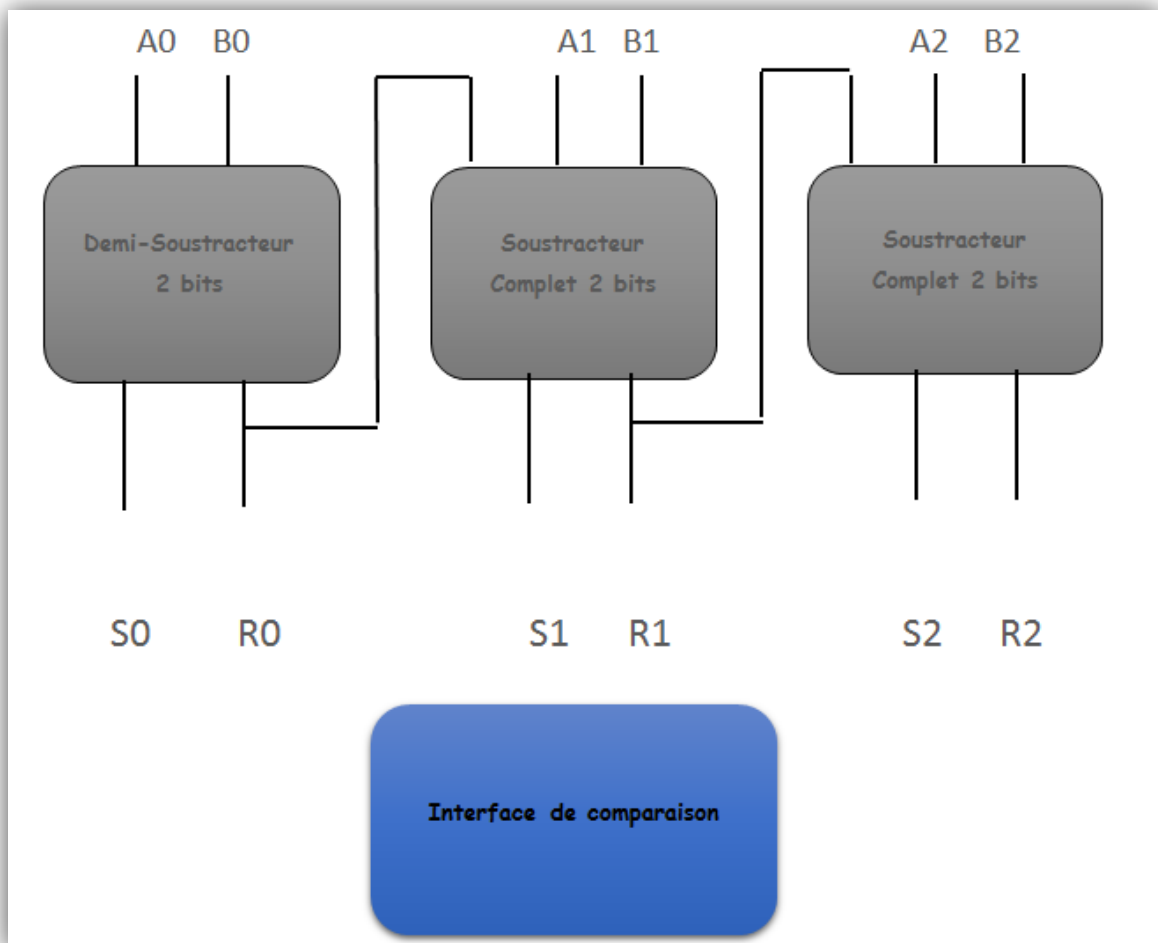 A0 B0 A1 B1 A2 B2
Demi-Soustracteur
2 bits
Soustracteur
Complet 2 bits
Soustracteur
Complet 2 bits
S0 R0 S1 R1 S2 R2
Interface de comparaison